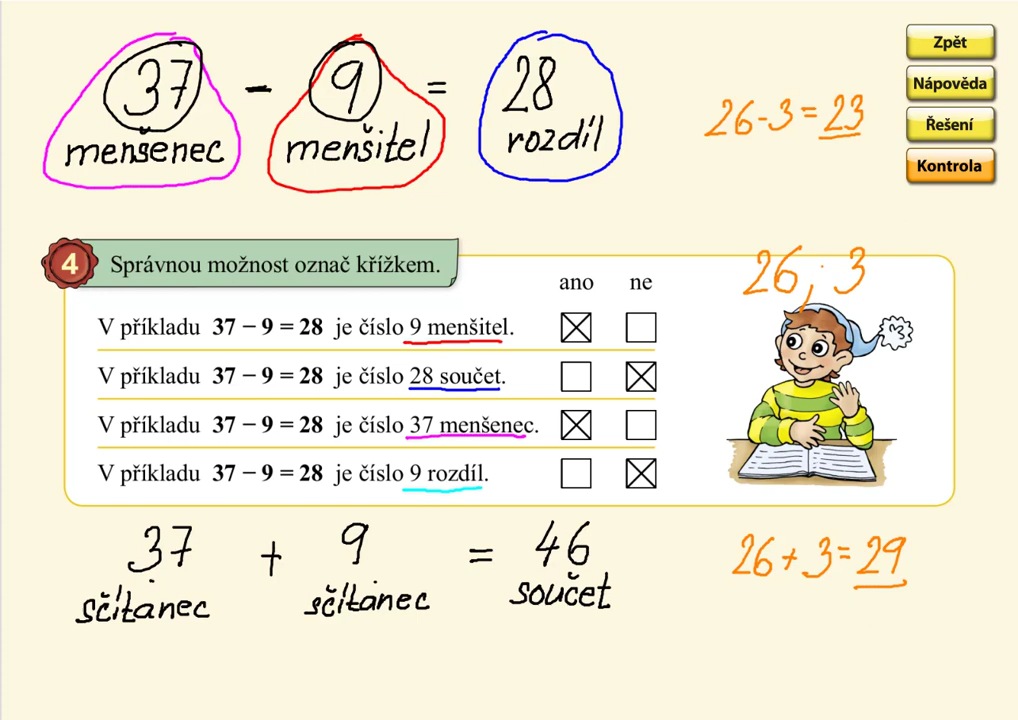 37 - 9 = 28
menšenec menšitel rozdíl
26-3=23
Zpět
Nápověda
Řešení
Kontrola
4 Správnou možnost označ křížkem.
26; 3
ano ne
V příkladu 37 − 9 = 28 je číslo 9 menšitel.
V příkladu 37 − 9 = 28 je číslo 28 součet.
V příkladu 37 − 9 = 28 je číslo 37 menšenec.
V příkladu 37 − 9 = 28 je číslo 9 rozdíl.
37 + 9 = 46
sčítanec sčítanec součet
26+3=29